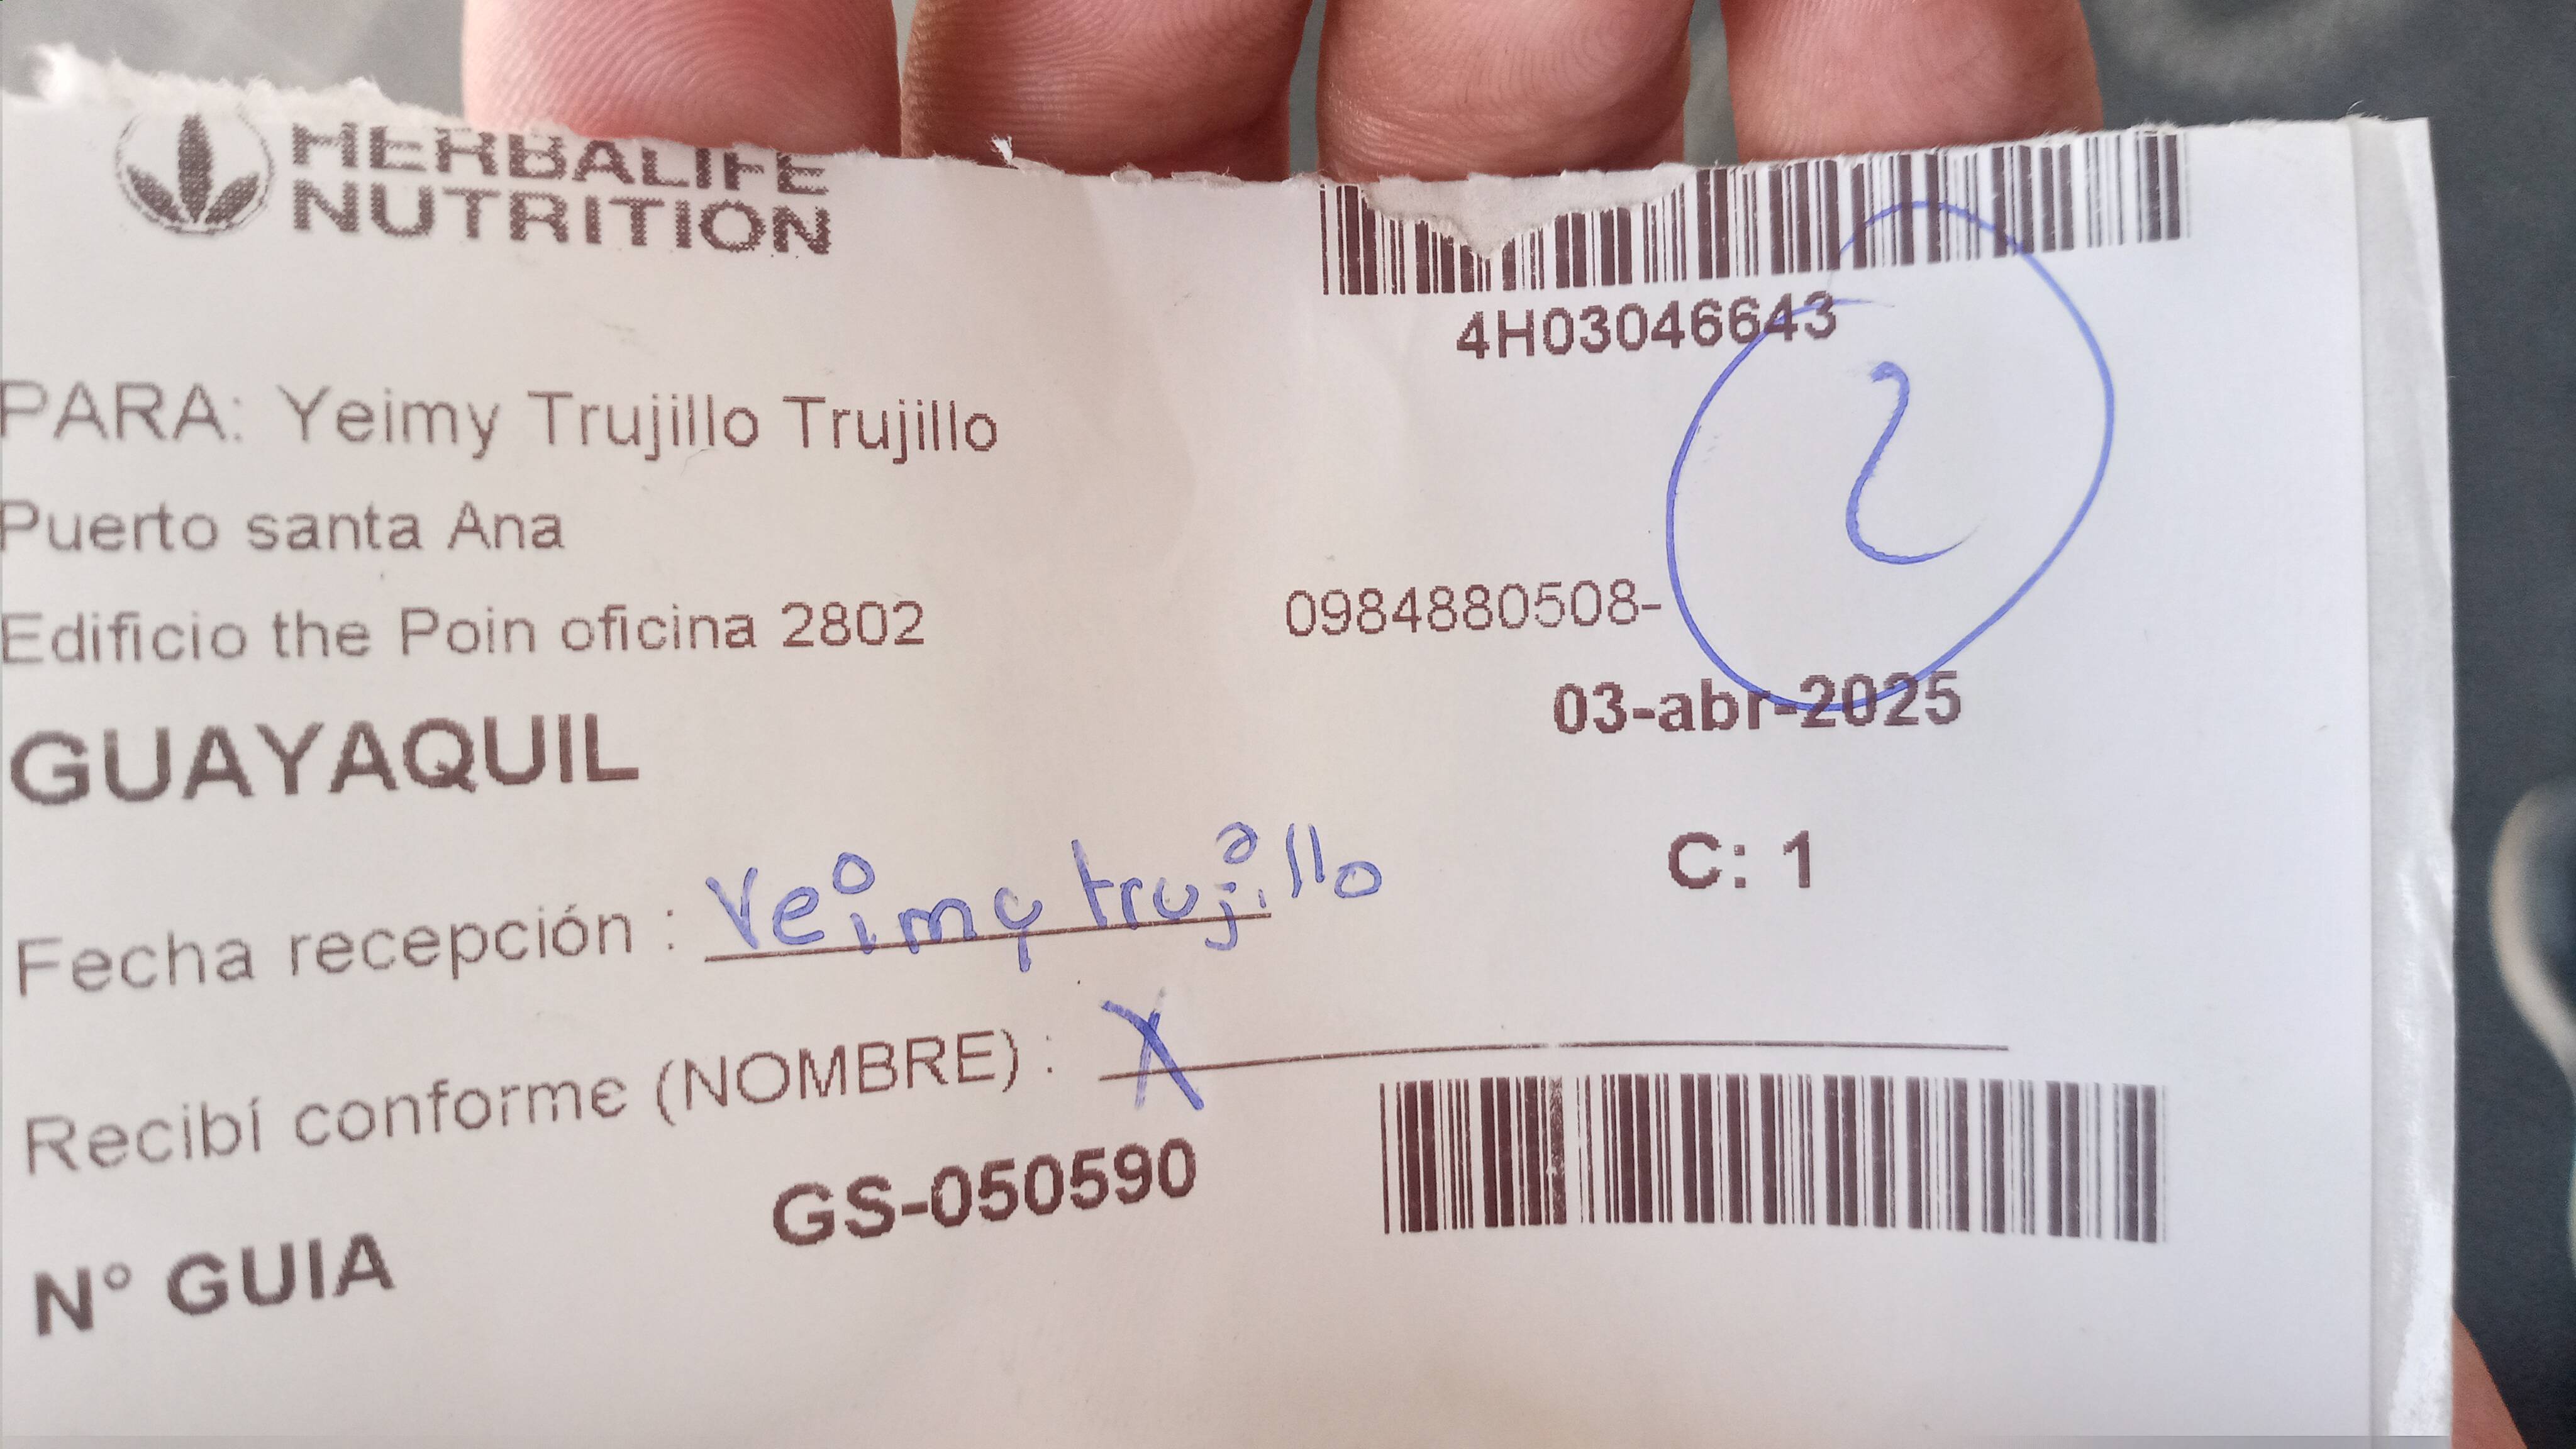 HERBALIFE
NUTRITION
4H03046643
2
PARA: Yeimy Trujillo Trujillo
Puerto santa Ana
Edificio the Poin oficina 2802
0984880508-
03-abr-2025
GUAYAQUIL
C: 1
Fecha recepción : Yeimy trujillo
Recibí conforme (NOMBRE) : X
GS-050590
N° GUIA